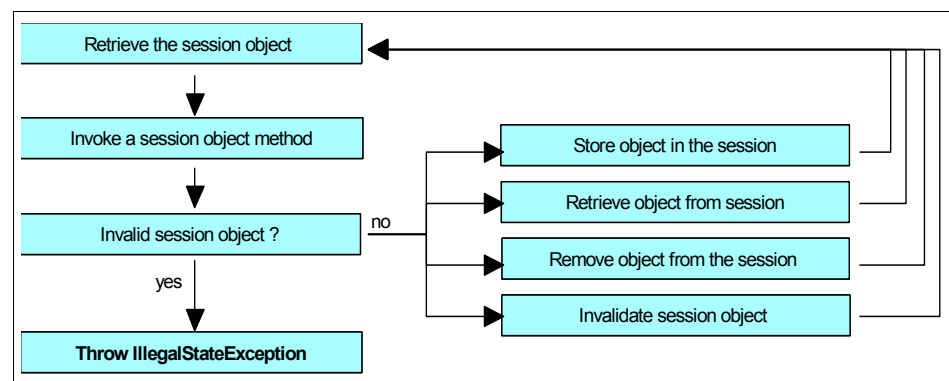 Retrieve the session object
Invoke a session object method
Invalid session object ?
no
yes
Throw IllegalStateException
Store object in the session
Retrieve object from session
Remove object from the session
Invalidate session object